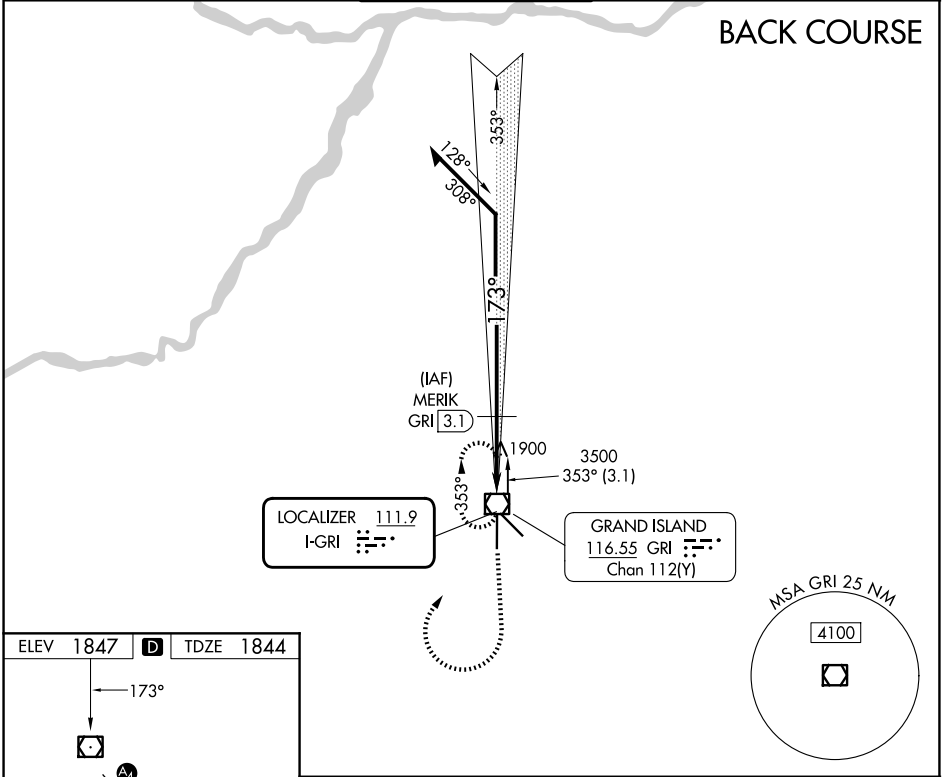 BACK COURSE
353°
128°
308°
173°
(IAF)
MERIK
GRI 3.1
1900
3500
353° (3.1)
353°
LOCALIZER 111.9
I-GRI
GRAND ISLAND
116.55 GRI
Chan 112(Y)
MSA GRI 25 NM
4100
ELEV 1847 D TDZE 1844
173°